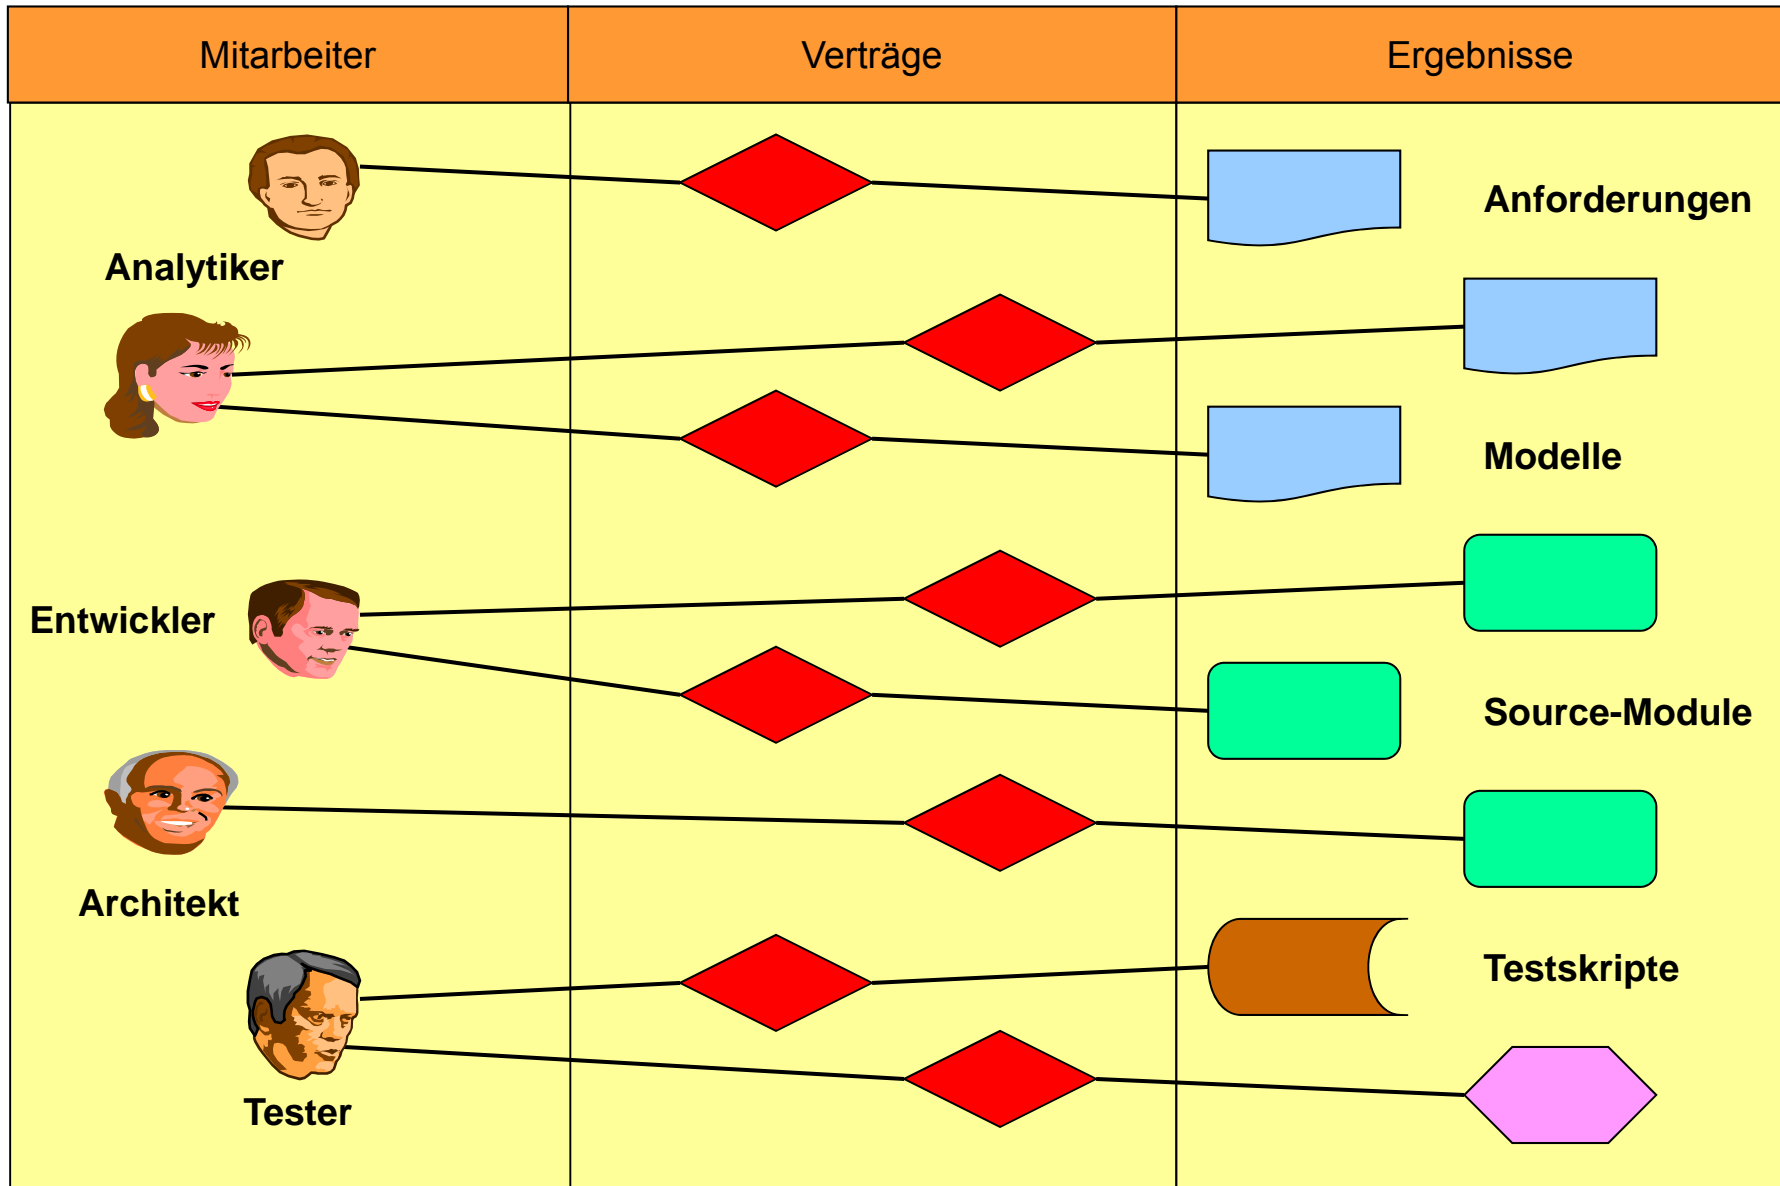 Mitarbeiter
Verträge
Ergebnisse
Anforderungen
Analytiker
Modelle
Entwickler
Source-Module
Architekt
Testskripte
Tester